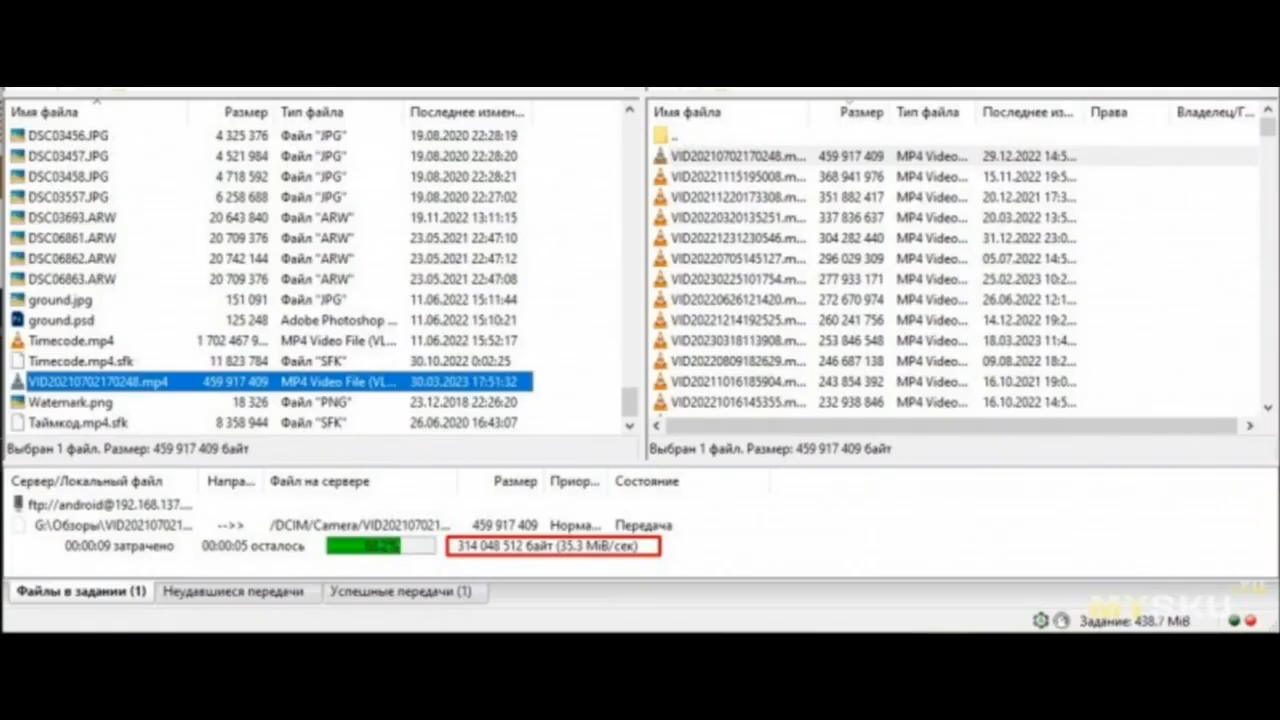 Имя файла Размер Тип файла Последнее измен...
DSC03456.JPG 4 325 376 Файл "JPG" 19.08.2020 22:28:19
DSC03457.JPG 4 521 984 Файл "JPG" 19.08.2020 22:28:20
DSC03458.JPG 4 718 592 Файл "JPG" 19.08.2020 22:28:21
DSC03557.JPG 6 258 688 Файл "JPG" 19.08.2020 22:27:02
DSC03693.ARW 20 643 840 Файл "ARW" 19.11.2022 13:11:15
DSC06861.ARW 20 709 376 Файл "ARW" 23.05.2021 22:47:10
DSC06862.ARW 20 742 144 Файл "ARW" 23.05.2021 22:47:12
DSC06863.ARW 20 709 376 Файл "ARW" 23.05.2021 22:47:08
ground.jpg 151 091 Файл "JPG" 11.06.2022 15:11:44
ground.psd 125 248 Adobe Photoshop ... 11.06.2022 15:10:21
Timecode.mp4 1 702 467 9... MP4 Video File (VL... 11.06.2022 15:52:17
Timecode.mp4.sfk 11 823 784 Файл "SFK" 30.10.2022 0:02:25
VID20210702170248.mp4 459 917 409 MP4 Video File (VL... 30.03.2023 17:51:32
Watemark.png 18 326 Файл "PNG" 23.12.2018 22:26:20
Таймкод.mp4.sfk 8 358 944 Файл "SFK" 26.06.2020 16:43:07
Выбран 1 файл. Размер: 459 917 409 байт
Имя файла Размер Тип файла Последнее из... Права Владелец/Г...
..
VID20210702170248.m... 459 917 409 MP4 Video... 29.12.2022 14:5...
VID20221115195008.m... 368 941 976 MP4 Video... 15.11.2022 19:5...
VID20211220173308.m... 351 882 417 MP4 Video... 20.12.2021 17:3...
VID20220320135251.m... 337 836 637 MP4 Video... 20.03.2022 13:5...
VID20221231230546.m... 304 282 440 MP4 Video... 31.12.2022 23:0...
VID20220705145127.m... 296 029 309 MP4 Video... 05.07.2022 14:5...
VID20230225101754.m... 277 933 171 MP4 Video... 25.02.2023 10:2...
VID20220626121420.m... 272 670 974 MP4 Video... 26.06.2022 12:1...
VID20221214192525.m... 260 241 756 MP4 Video... 14.12.2022 19:2...
VID20230318113908.m... 253 846 548 MP4 Video... 18.03.2023 11:4...
VID20220809182629.m... 246 687 138 MP4 Video... 09.08.2022 18:2...
VID20211016185904.m... 243 854 392 MP4 Video... 16.10.2021 19:0...
VID20221016145355.m... 232 938 846 MP4 Video... 16.10.2022 14:5...
Выбран 1 файл. Размер: 459 917 409 байт
Сервер/Локальный файл Напра... Файл на сервере Размер Приор... Состояние
ftp://android@192.168.137....
G:\Обзоры\VID202107021... -->> /DCIM/Camera/VID202107021... 459 917 409 Норма... Передача
00:00:09 затрачено 00:00:05 осталось 314 048 512 байт (35.3 MiB/сек)
Файлы в задании (1) Неудавшиеся передачи Успешные передачи (1)
MYSKU
Задание: 438.7 MiB